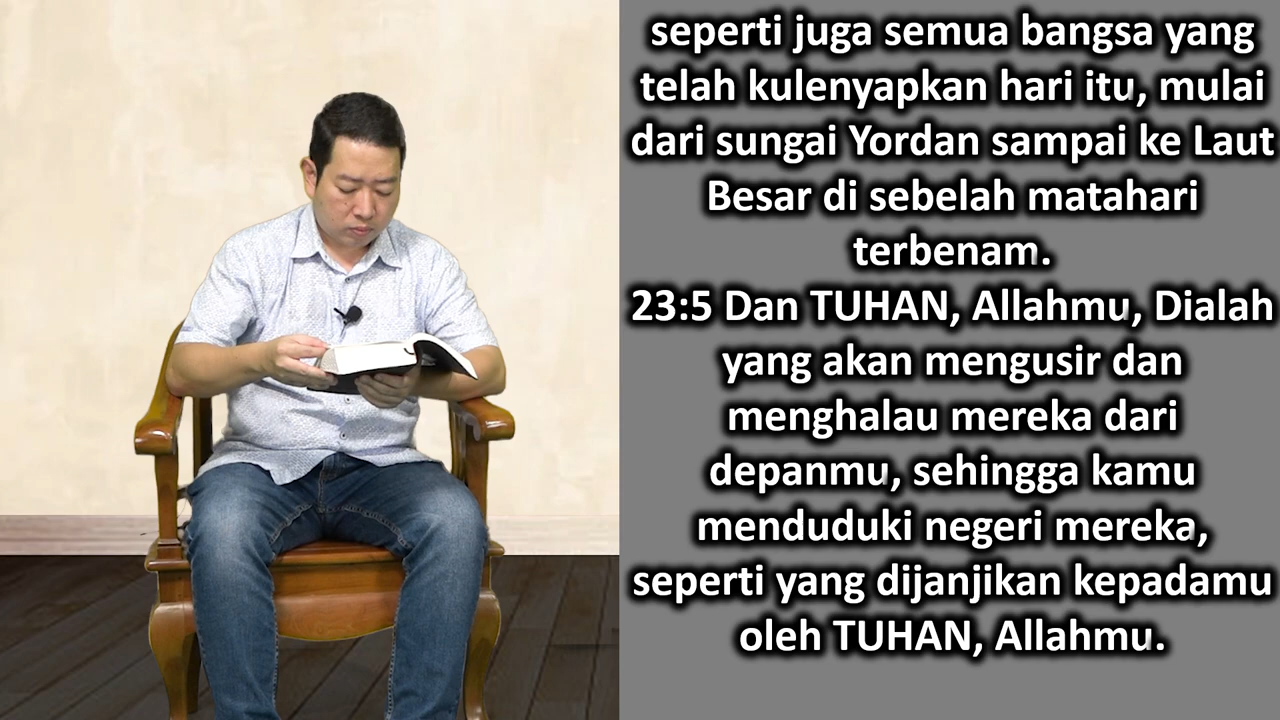 seperti juga semua bangsa yang
telah kulenyapkan hari itu, mulai
dari sungai Yordan sampai ke Laut
Besar di sebelah matahari
terbenam.
23:5 Dan TUHAN, Allahmu, Dialah
yang akan mengusir dan
menghalau mereka dari
depanmu, sehingga kamu
menduduki negeri mereka,
seperti yang dijanjikan kepadamu
oleh TUHAN, Allahmu.